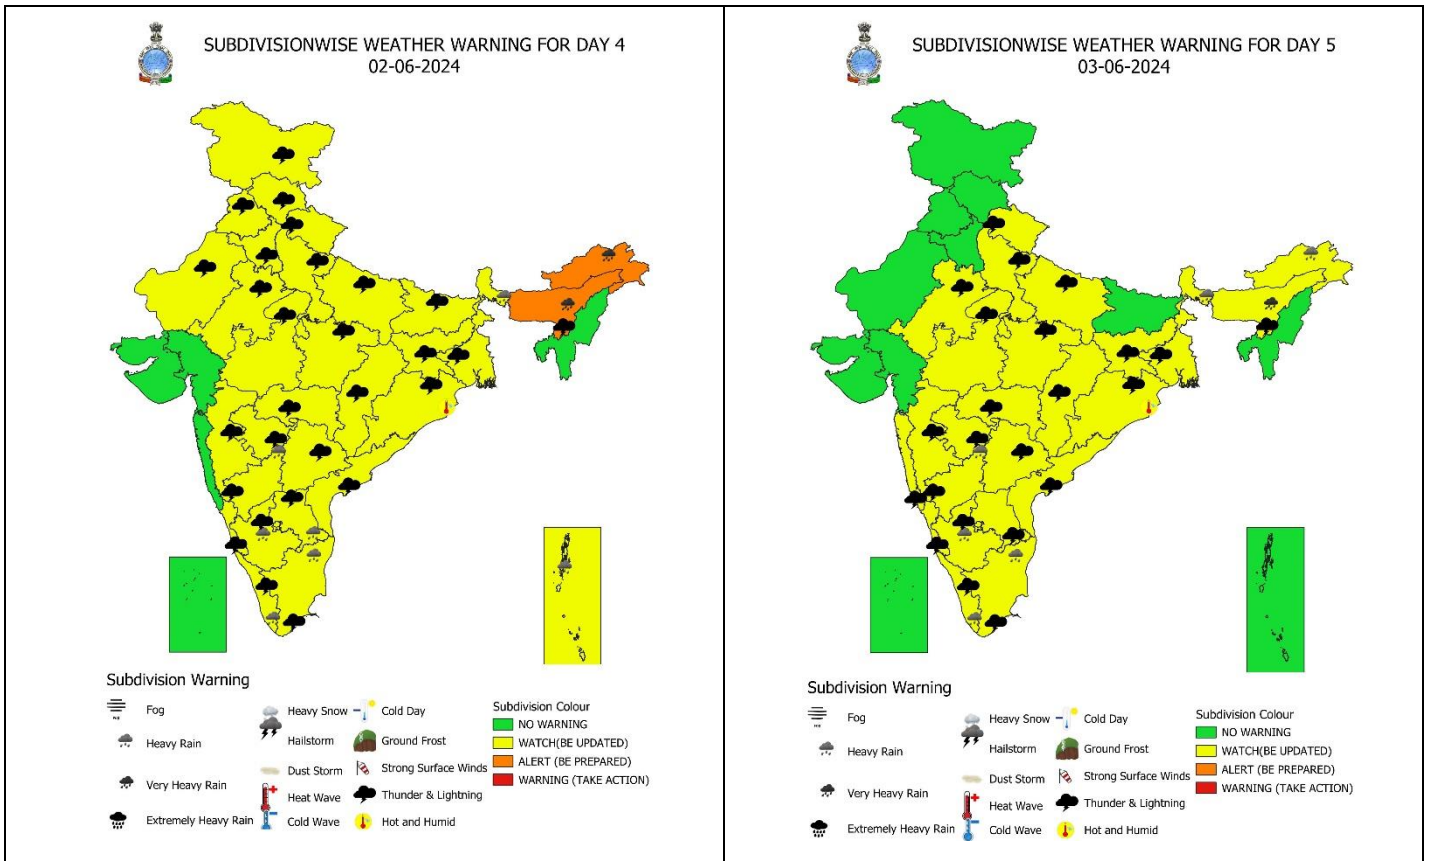 SUBDIVISIONWISE WEATHER WARNING FOR DAY 4
02-06-2024
Subdivision Warning
Fog
Heavy Rain
Very Heavy Rain
Extremely Heavy Rain
Heavy Snow
Hailstorm
Dust Storm
Heat Wave
Cold Wave
Cold Day
Ground Frost
Strong Surface Winds
Thunder & Lightning
Hot and Humid
Subdivision Colour
NO WARNING
WATCH(BE UPDATED)
ALERT (BE PREPARED)
WARNING (TAKE ACTION)
SUBDIVISIONWISE WEATHER WARNING FOR DAY 5
03-06-2024
Subdivision Warning
Fog
Heavy Rain
Very Heavy Rain
Extremely Heavy Rain
Heavy Snow
Hailstorm
Dust Storm
Heat Wave
Cold Wave
Cold Day
Ground Frost
Strong Surface Winds
Thunder & Lightning
Hot and Humid
Subdivision Colour
NO WARNING
WATCH(BE UPDATED)
ALERT (BE PREPARED)
WARNING (TAKE ACTION)